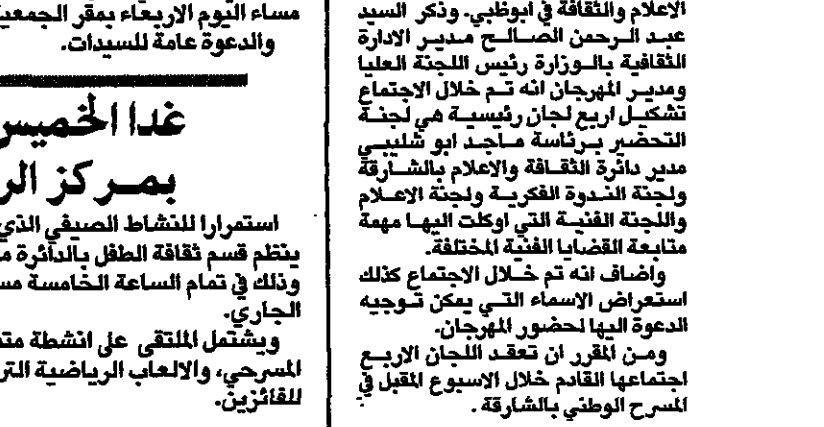 الاعلام والثقافة في ابوظبي. وذكر السيد
عبد الرحمن الصالح مدير الادارة
الثقافية بالوزارة رئيس اللجنة العليا
ومدير المهرجان انه تم خلال الاجتماع
تشكيل اربع لجان رئيسية هي لجنة
التحضير برئاسة ماجد ابو شليبي
مدير دائرة الثقافة والاعلام بالشارقة
ولجنة الندوة الفكرية ولجنة الاعلام
واللجنة الفنية التي اوكلت اليها مهمة
متابعة القضايا الفنية المختلفة.
واضاف انه تم خلال الاجتماع كذلك
استعراض الاسماء التي يمكن توجيه
الدعوة اليها لحضور المهرجان.
ومن المقرر ان تعقد اللجان الاربع
اجتماعها القادم خلال الاسبوع المقبل في
المسرح الوطني بالشارقة.
مساء اليوم الاربعاء بمقر الجمعية
والدعوة عامة للسيدات.
غدا الخميس
بمركز الر
استمرارا للنشاط الصيفي الذي
ينظم قسم ثقافة الطفل بالدائرة م
وذلك في تمام الساعة الخامسة مس
الجاري.
ويشتمل الملتقى على انشطة مت
المسرحي، والالعاب الرياضية التر
للفائزين.